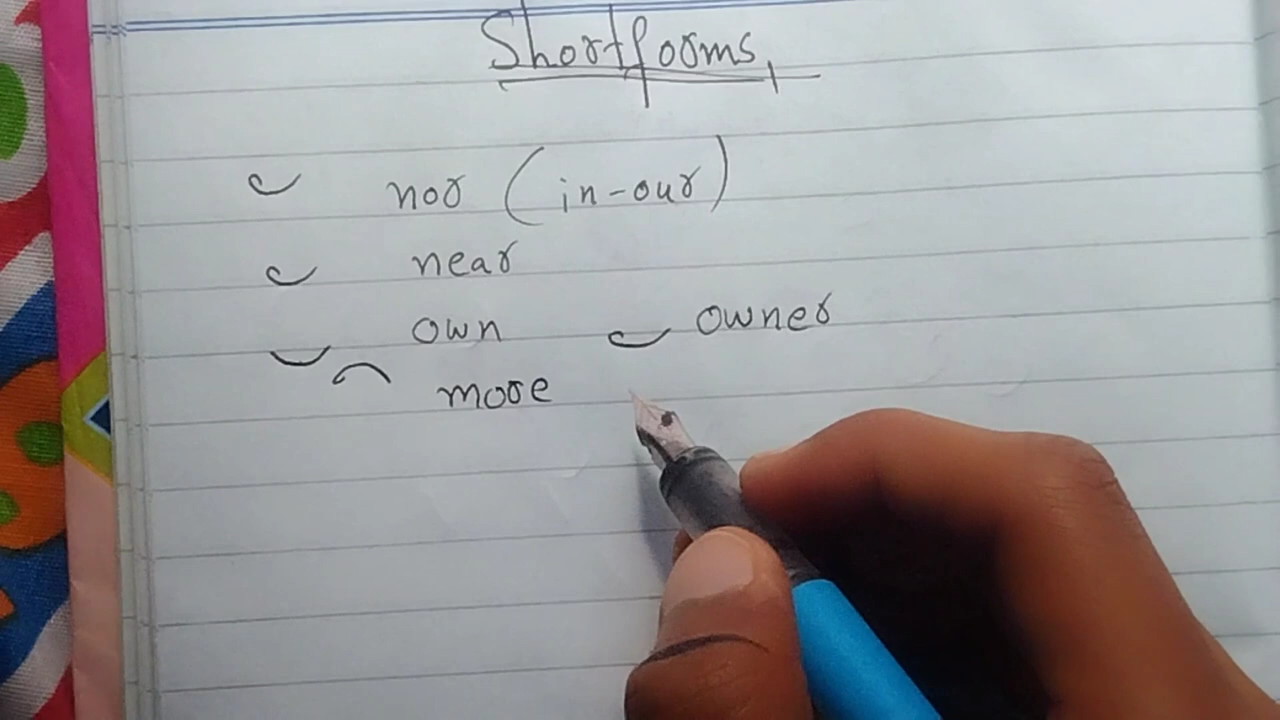 Shortforms
nor (in-our)
near
own owner
more